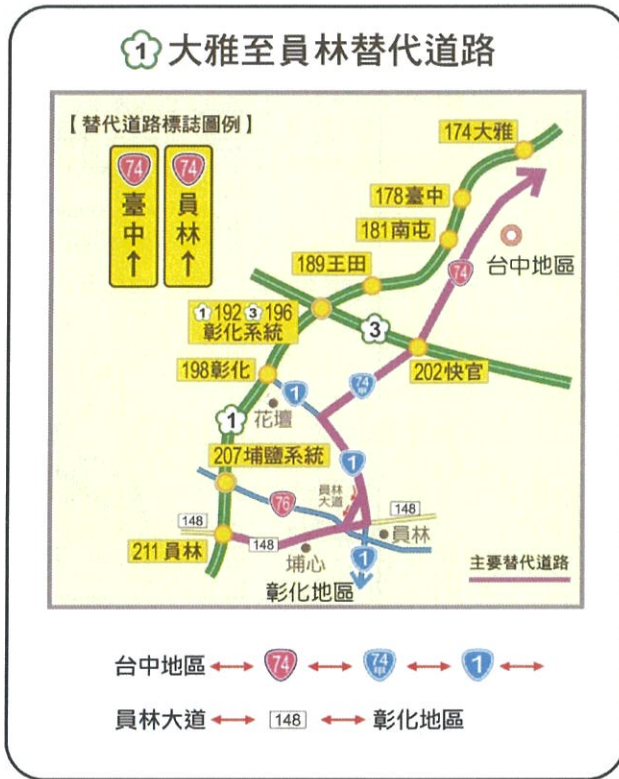 1 大雅至員林替代道路
【替代道路標誌圖例】
74 臺中↑
74 員林↑
174大雅
178臺中
181南屯
189王田
台中地區
74
1 192 3 196
彰化系統
3
198彰化
202快官
1
74甲
花壇
1
1
207埔鹽系統
員林
大道
76
148
148
148
211員林
員林
埔心
1
彰化地區
主要替代道路
台中地區 ↔ 74 ↔ 74甲 ↔ 1 ↔
員林大道 ↔ 148 ↔ 彰化地區